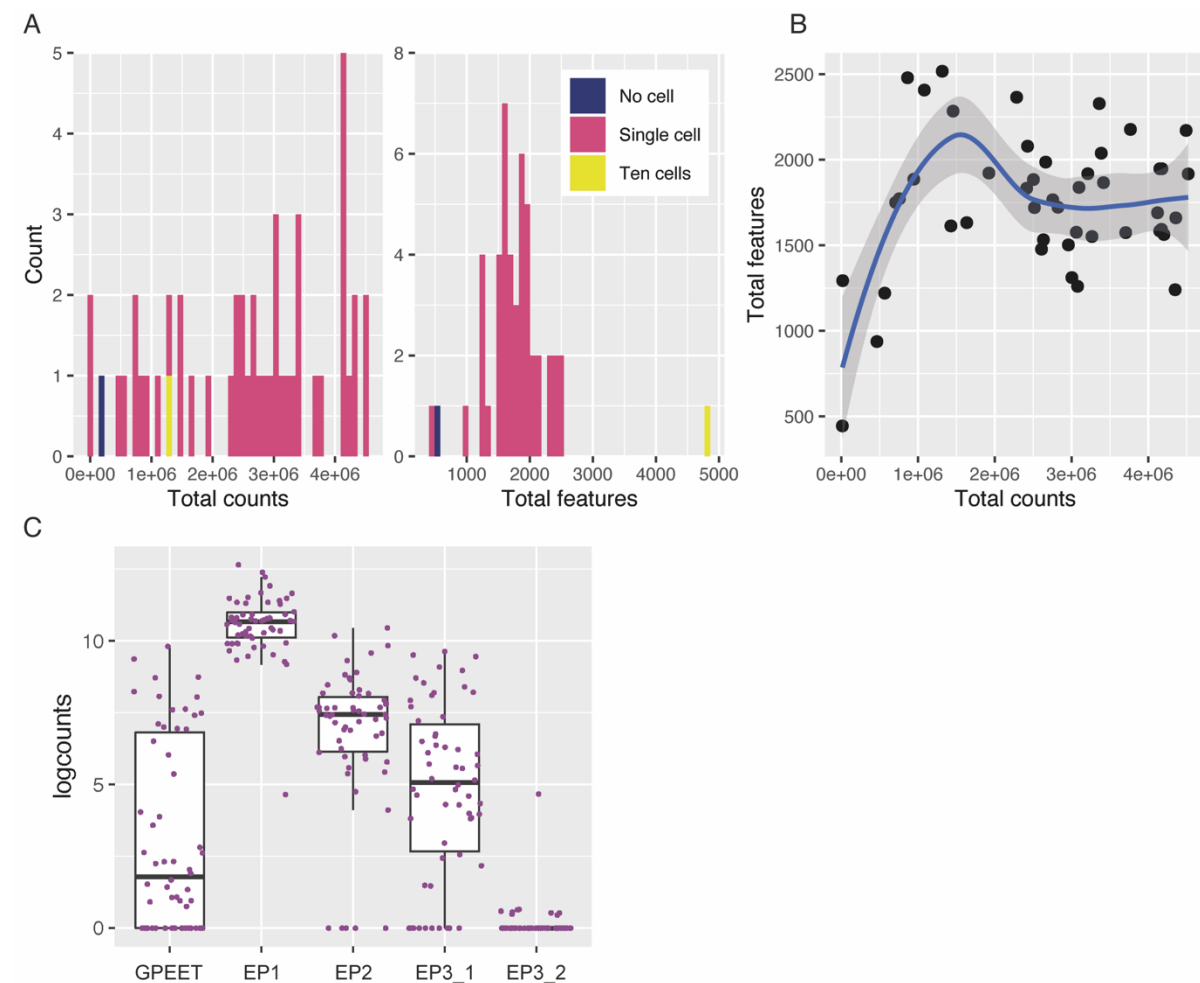 A
B
5
4
3
2
1
0
Count
0e+00 1e+06 2e+06 3e+06 4e+06
Total counts
8
6
4
2
0
1000 2000 3000 4000 5000
Total features
No cell
Single cell
Ten cells
2500
2000
1500
1000
500
Total features
0e+00 1e+06 2e+06 3e+06 4e+06
Total counts
C
10
5
0
logcounts
GPEET EP1 EP2 EP3_1 EP3_2